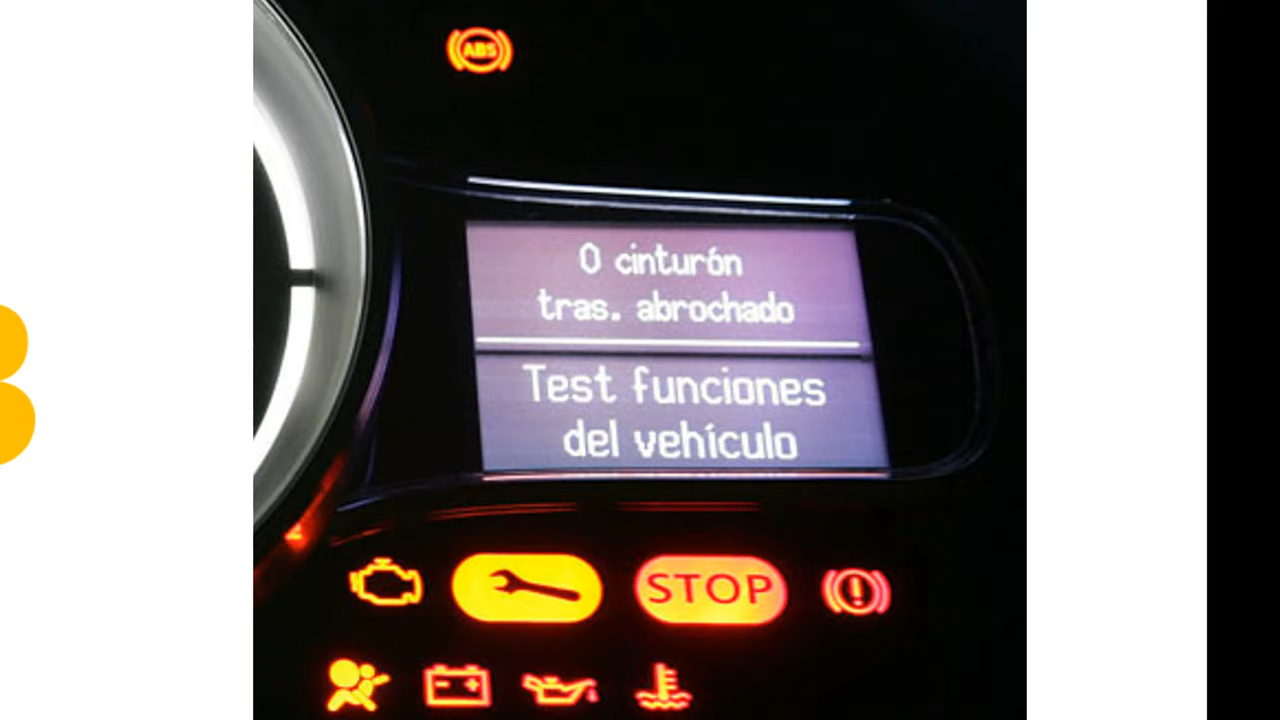 ABS
0 cinturón
tras. abrochado
Test funciones
del vehículo
STOP